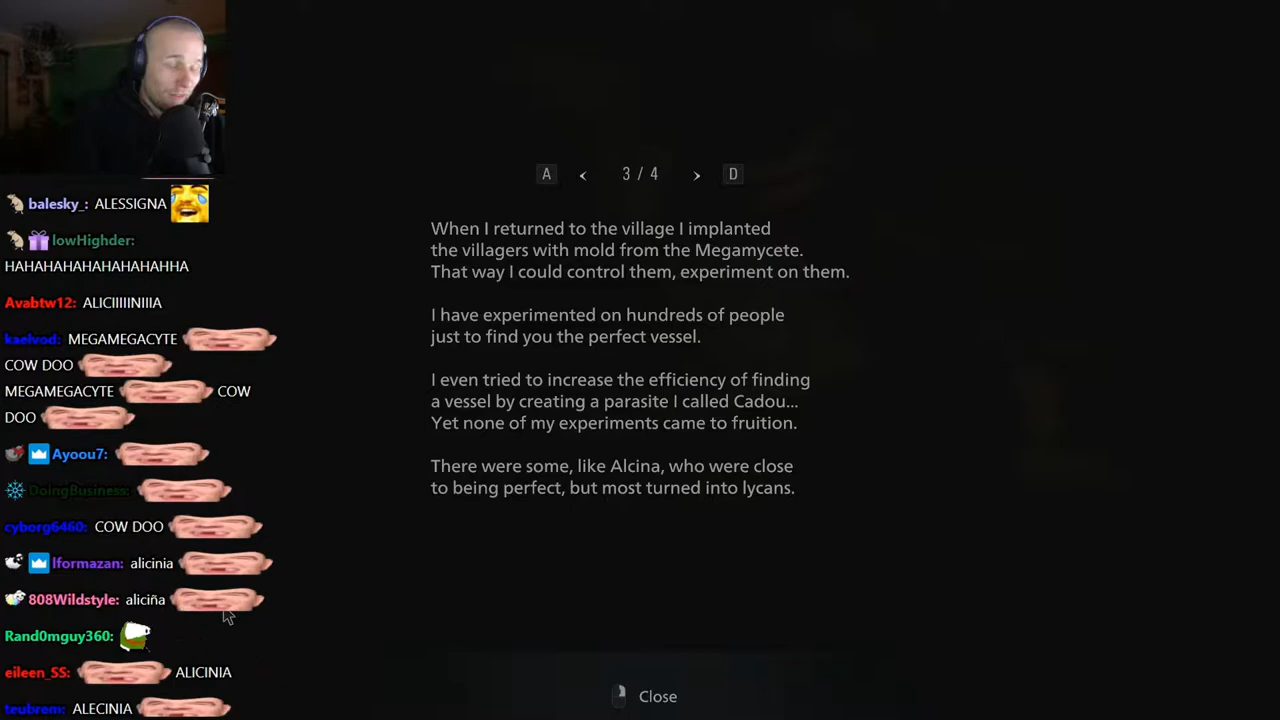 balesky_: ALESSIGNA
lowHighder:
HAHAHAHAHAHAHAHHA
Avabtw12: ALICIIIIINIIIA
kaelvod: MEGAMEGACYTE
COW DOO
MEGAMEGACYTE COW
DOO
Ayoou7:
DoingBusiness:
cyborg6460: COW DOO
lformazan: alicinia
808Wildstyle: aliciña
Rand0mguy360:
eileen_SS: ALICINIA
teubrem: ALECINIA
A < 3 / 4 > D
When I returned to the village I implanted
the villagers with mold from the Megamycete.
That way I could control them, experiment on them.
I have experimented on hundreds of people
just to find you the perfect vessel.
I even tried to increase the efficiency of finding
a vessel by creating a parasite I called Cadou...
Yet none of my experiments came to fruition.
There were some, like Alcina, who were close
to being perfect, but most turned into lycans.
Close